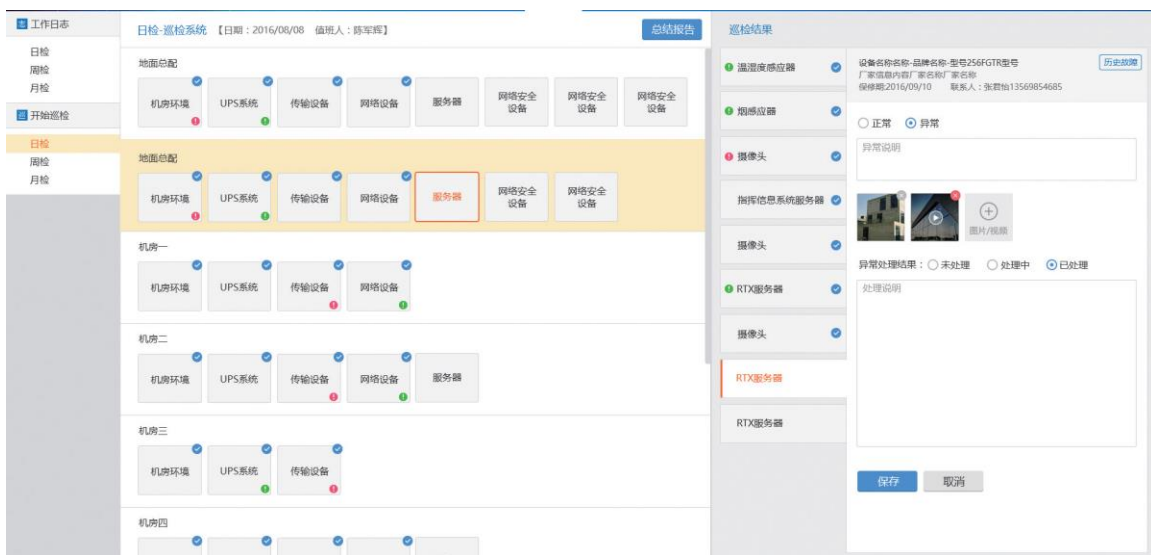 志 工作日志
日检
周检
月检
开始巡检
日检
周检
月检
日检-巡检系统 【日期：2016/08/08 值班人：陈军辉】 总结报告
地面总配
机房环境 UPS系统 传输设备 网络设备 服务器 网络安全设备 网络安全设备 网络安全设备
地面总配
机房环境 UPS系统 传输设备 网络设备 服务器 网络安全设备 网络安全设备
机房一
机房环境 UPS系统 传输设备 网络设备
机房二
机房环境 UPS系统 传输设备 网络设备 服务器
机房三
机房环境 UPS系统 传输设备
机房四
巡检结果
温湿度感应器
烟感应器
摄像头
指挥信息系统服务器
摄像头
RTX服务器
摄像头
RTX服务器
RTX服务器
设备名称名称-品牌名称-型号256FGTR型号 历史故障
厂家信息内容厂家名称厂家名称
保修期:2016/09/10 联系人：张君怡13569854685
正常 异常
异常说明
图片/视频
异常处理结果： 未处理 处理中 已处理
处理说明
保存 取消